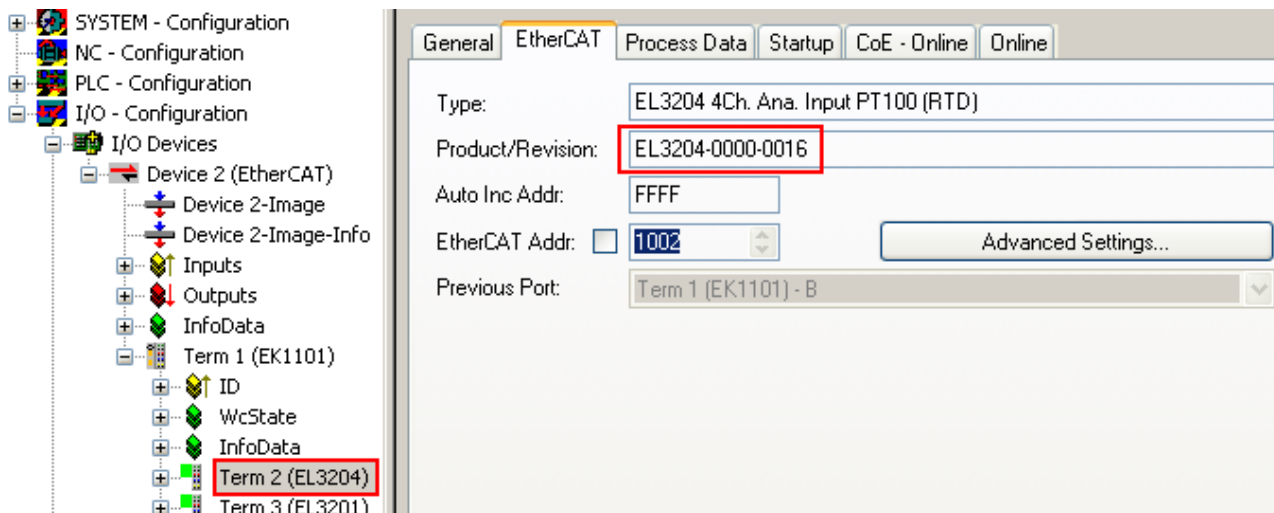 SYSTEM - Configuration
NC - Configuration
PLC - Configuration
I/O - Configuration
I/O Devices
Device 2 (EtherCAT)
Device 2-Image
Device 2-Image-Info
Inputs
Outputs
InfoData
Term 1 (EK1101)
ID
WcState
InfoData
Term 2 (EL3204)
Term 3 (EL3201)
General EtherCAT Process Data Startup CoE - Online Online
Type: EL3204 4Ch. Ana. Input PT100 (RTD)
Product/Revision: EL3204-0000-0016
Auto Inc Addr: FFFF
EtherCAT Addr: 1002 Advanced Settings...
Previous Port: Term 1 (EK1101) - B